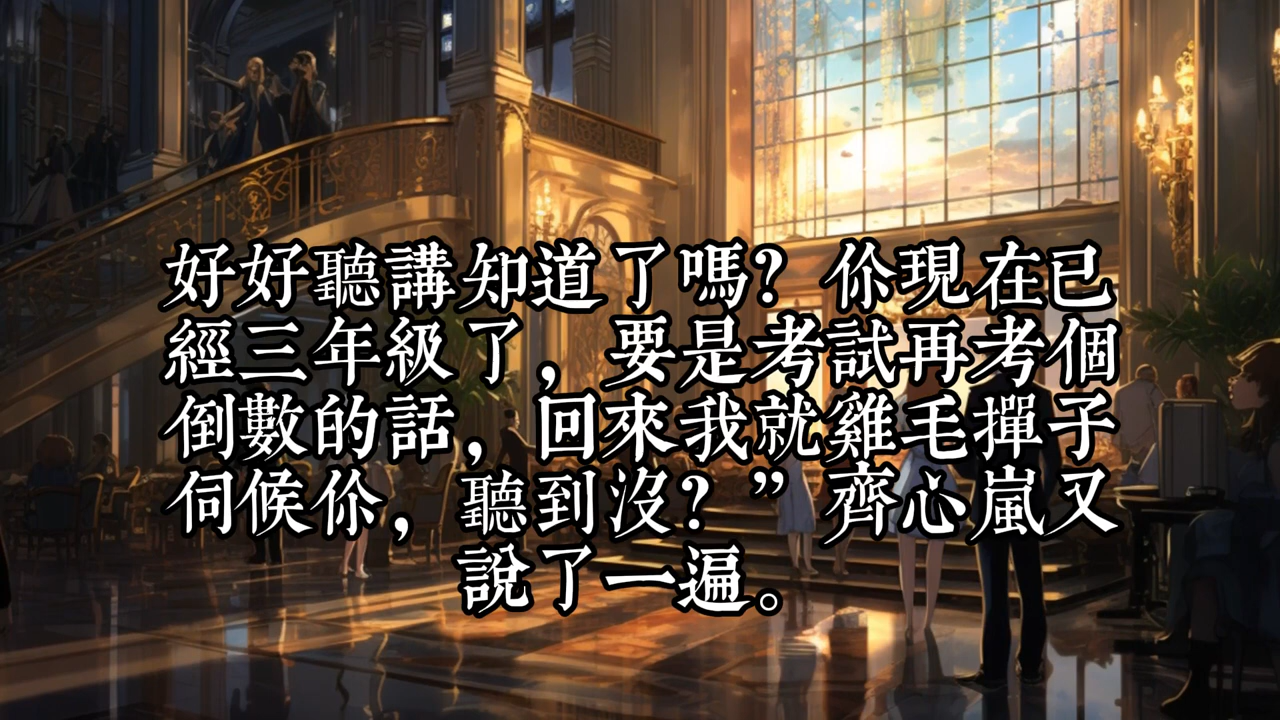 好好聽講知道了嗎？你現在已
經三年級了，要是考試再考個
倒數的話，回來我就雞毛撣子
伺候你，聽到沒？”齊心嵐又
說了一遍。